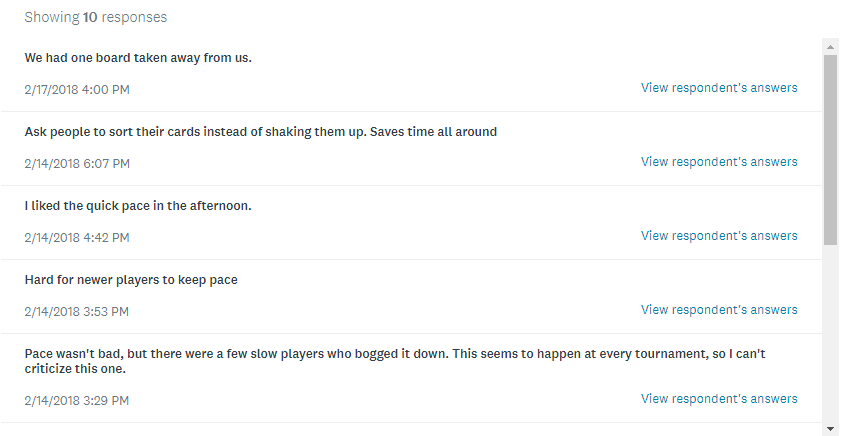 Showing 10 responses
We had one board taken away from us.
2/17/2018 4:00 PM View respondent's answers
Ask people to sort their cards instead of shaking them up. Saves time all around
2/14/2018 6:07 PM View respondent's answers
I liked the quick pace in the afternoon.
2/14/2018 4:42 PM View respondent's answers
Hard for newer players to keep pace
2/14/2018 3:53 PM View respondent's answers
Pace wasn't bad, but there were a few slow players who bogged it down. This seems to happen at every tournament, so I can't
criticize this one.
2/14/2018 3:29 PM View respondent's answers